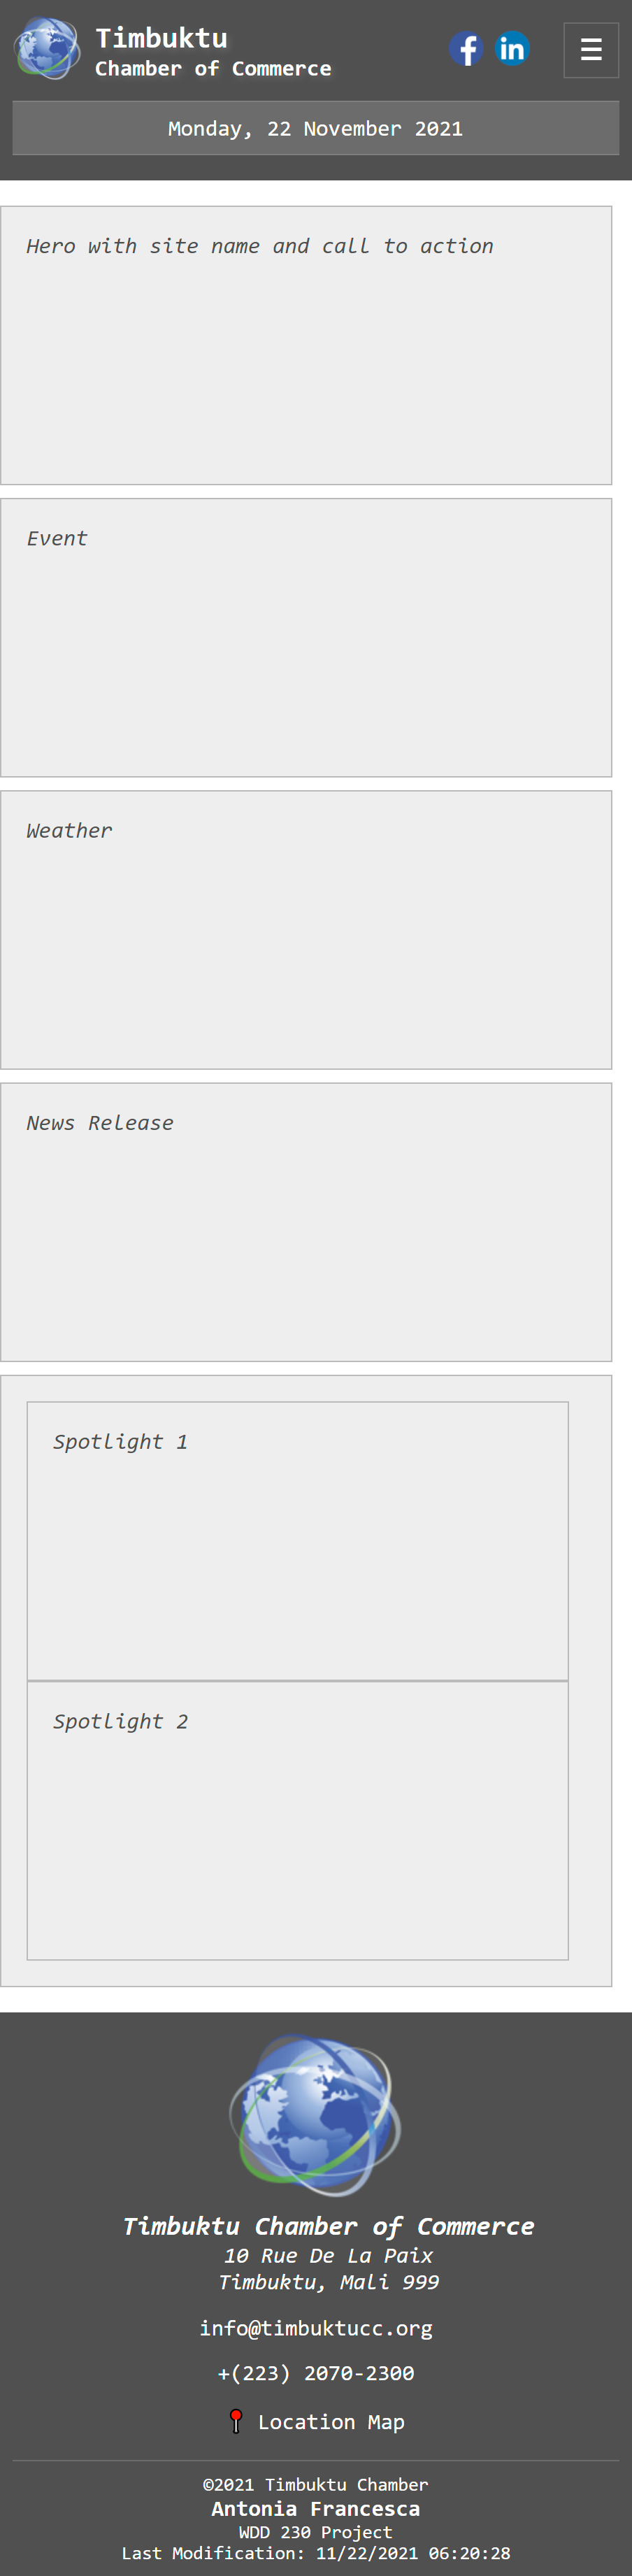 Timbuktu
Chamber of Commerce
Monday, 22 November 2021
Hero with site name and call to action
Event
Weather
News Release
Spotlight 1
Spotlight 2
Timbuktu Chamber of Commerce
10 Rue De La Paix
Timbuktu, Mali 999
info@timbuktucc.org
+(223) 2070-2300
Location Map
©2021 Timbuktu Chamber
Antonia Francesca
WDD 230 Project
Last Modification: 11/22/2021 06:20:28